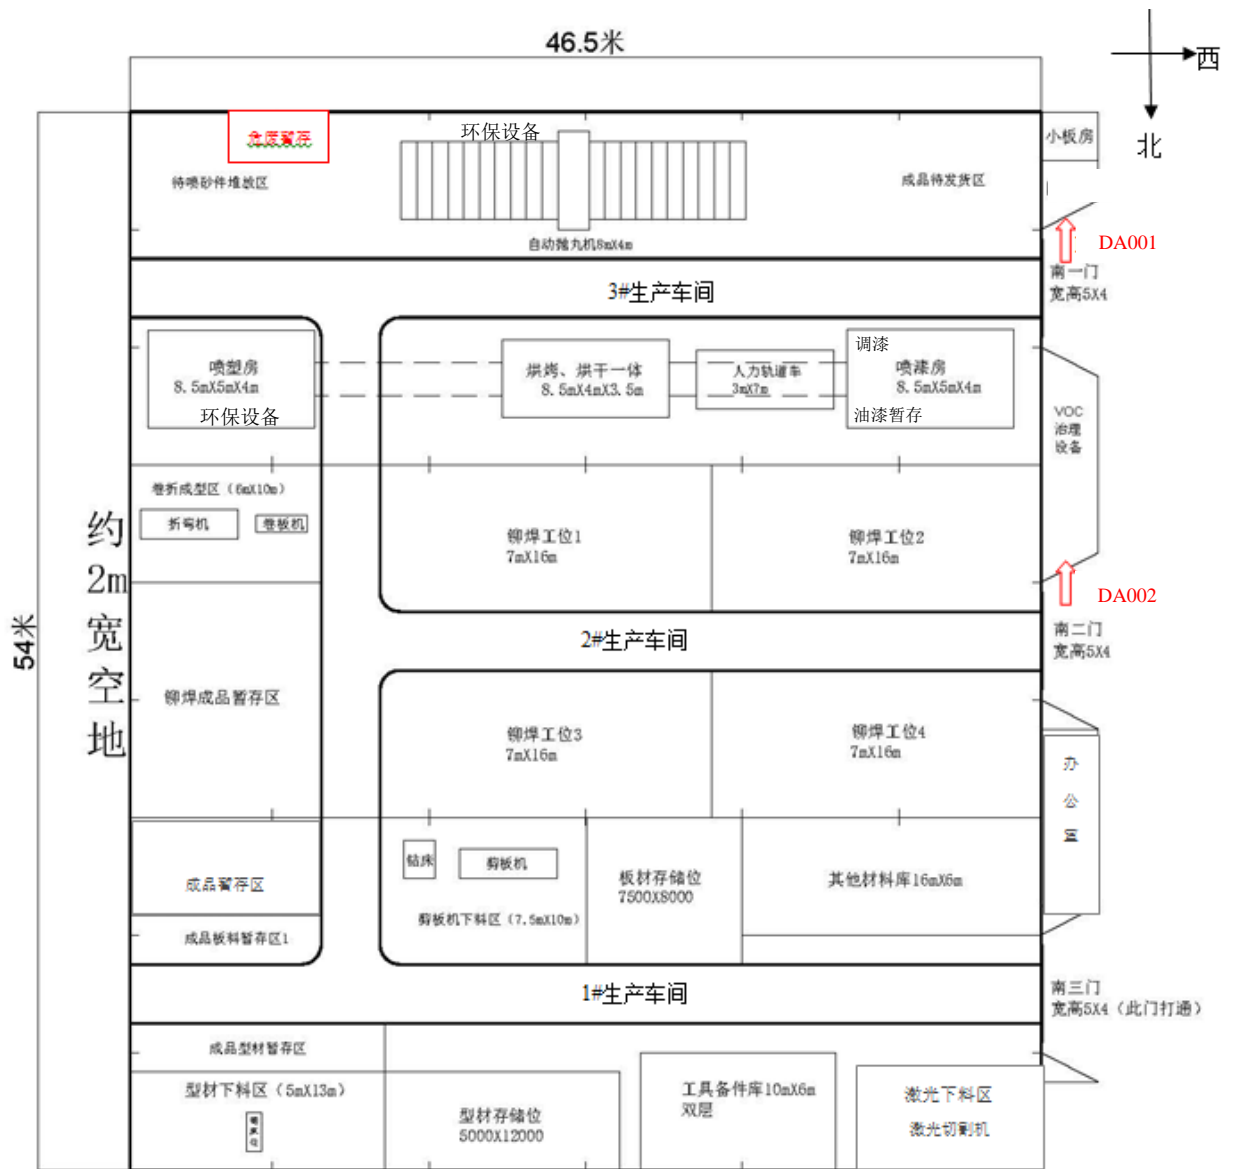 46.5米
西
北
危废暂存
环保设备
小板房
待喷砂件堆放区
成品待发货区
自动抛丸机8mX4m
DA001
南一门
宽高5X4
3#生产车间
喷塑房
8.5mX5mX4m
环保设备
烘烤、烘干一体
8.5mX4mX3.5m
人力轨道车
3mX7m
调漆
喷漆房
8.5mX5mX4m
油漆暂存
VOC
治理
设备
卷折成型区（6mX10m）
折弯机
卷板机
铆焊工位1
7mX16m
铆焊工位2
7mX16m
约
2m
宽
空
地
54米
DA002
南二门
宽高5X4
2#生产车间
铆焊成品暂存区
铆焊工位3
7mX16m
铆焊工位4
7mX16m
办
公
室
钻床
剪板机
剪板机下料区（7.5mX10m）
板材存储位
7500X8000
其他材料库16mX6m
成品暂存区
成品板料暂存区1
1#生产车间
南三门
宽高5X4（此门打通）
成品型材暂存区
型材下料区（5mX13m）
型材存储位
5000X12000
工具备件库10mX6m
双层
激光下料区
激光切割机